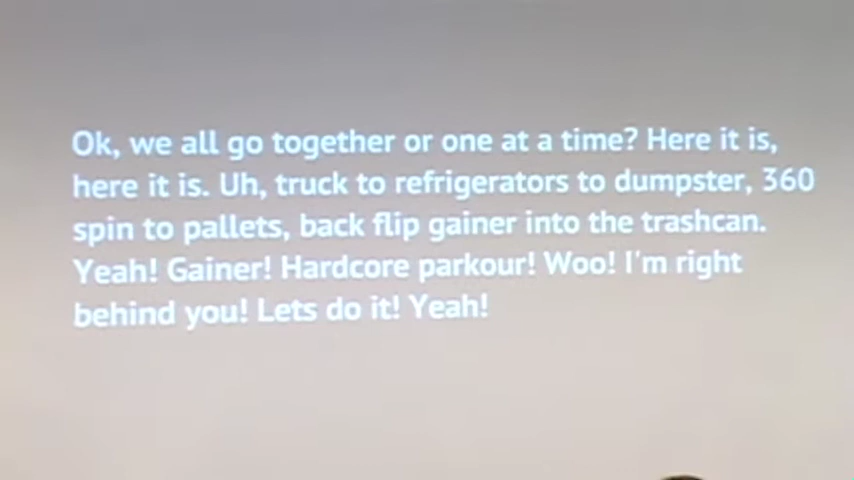 Ok, we all go together or one at a time? Here it is,
here it is. Uh, truck to refrigerators to dumpster, 360
spin to pallets, back flip gainer into the trashcan.
Yeah! Gainer! Hardcore parkour! Woo! I'm right
behind you! Lets do it! Yeah!